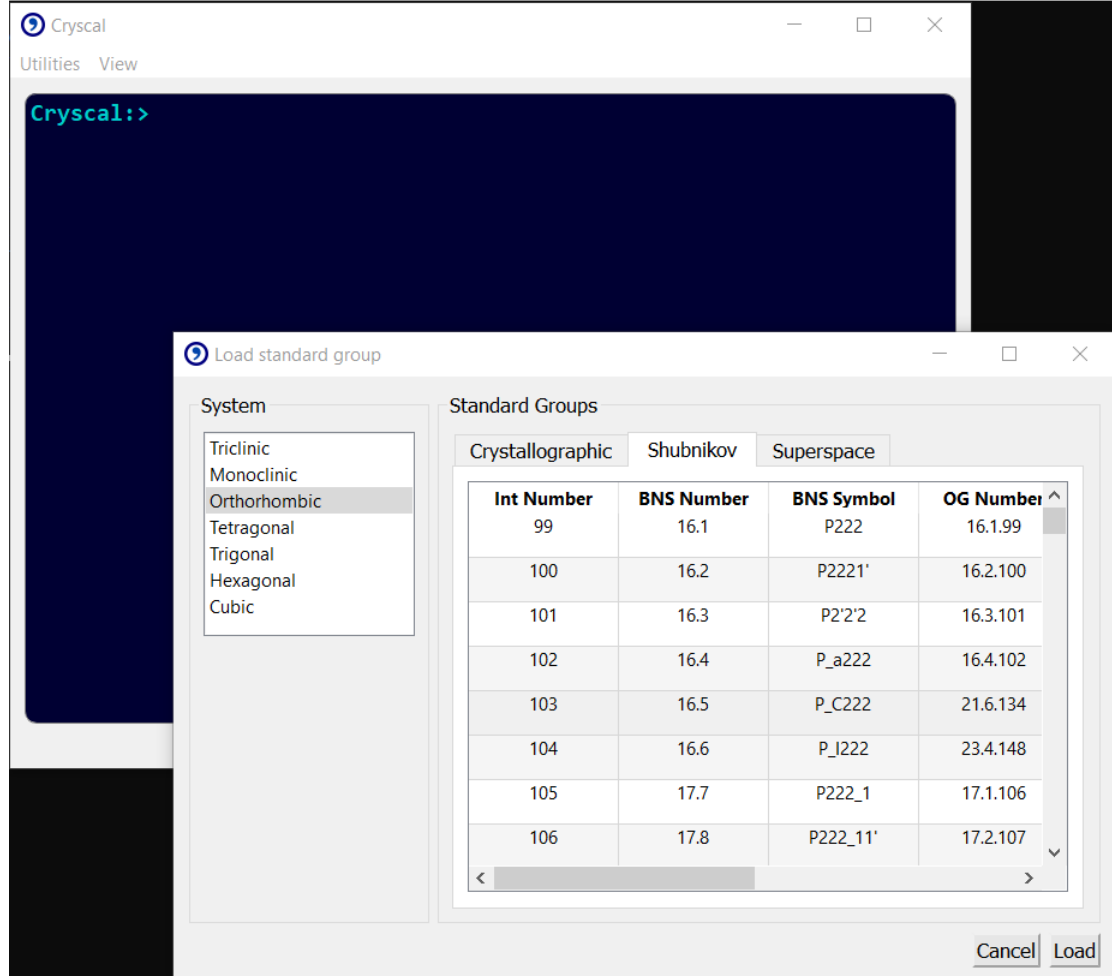 Cryscal
Utilities View
Cryscal:>
Load standard group
System
Triclinic
Monoclinic
Orthorhombic
Tetragonal
Trigonal
Hexagonal
Cubic
Standard Groups
Crystallographic Shubnikov Superspace
Int Number BNS Number BNS Symbol OG Number
99 16.1 P222 16.1.99
100 16.2 P2221' 16.2.100
101 16.3 P2'2'2 16.3.101
102 16.4 P_a222 16.4.102
103 16.5 P_C222 21.6.134
104 16.6 P_I222 23.4.148
105 17.7 P222_1 17.1.106
106 17.8 P222_11' 17.2.107
Cancel Load